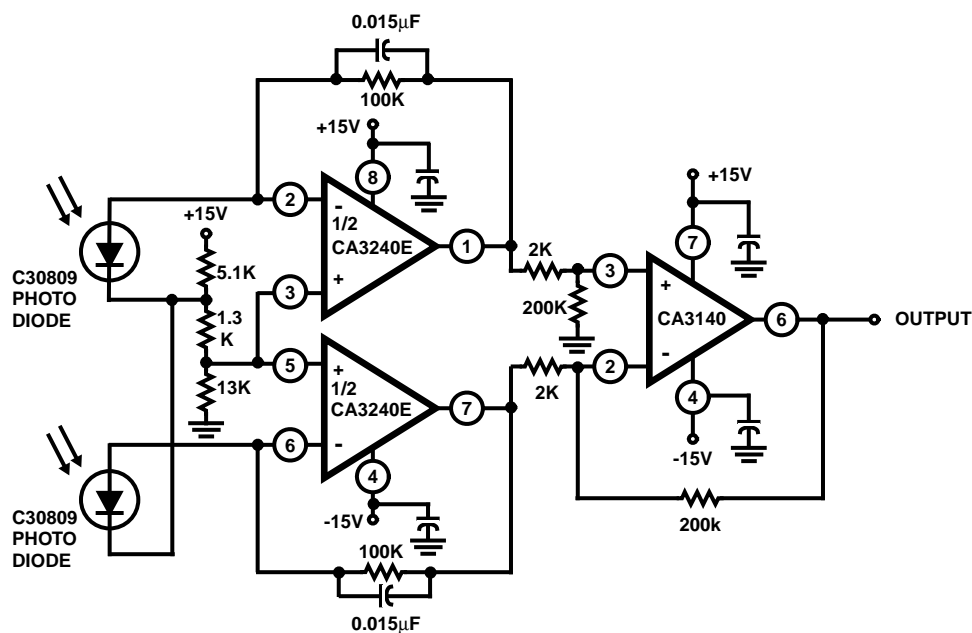 0.015μF
100K
+15V
8
2
-
1/2
CA3240E
1
+15V
5.1K
3
+
C30809
PHOTO
DIODE
1.3
K
13K
5
+
1/2
CA3240E
7
6
-
4
-15V
C30809
PHOTO
DIODE
100K
0.015μF
2K
3
200K
2K
2
+15V
7
+
CA3140
-
6
OUTPUT
4
-15V
200k